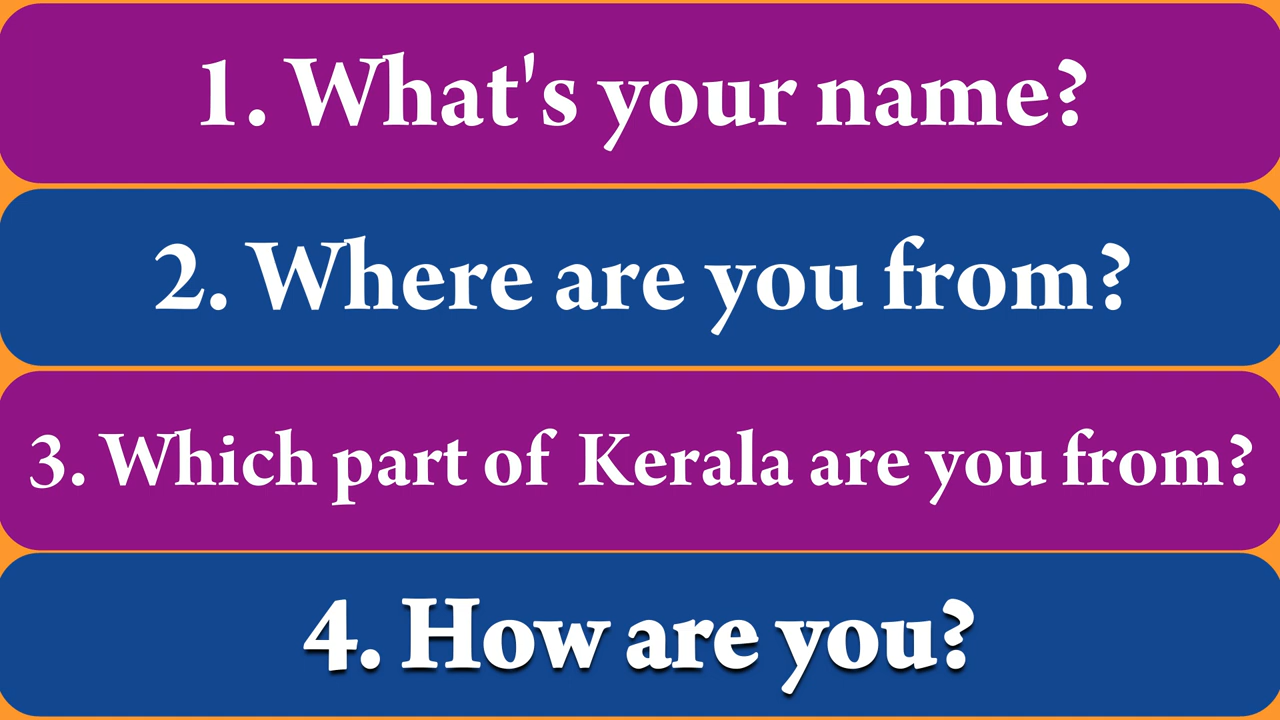 1. What's your name?
2. Where are you from?
3. Which part of Kerala are you from?
4. How are you?